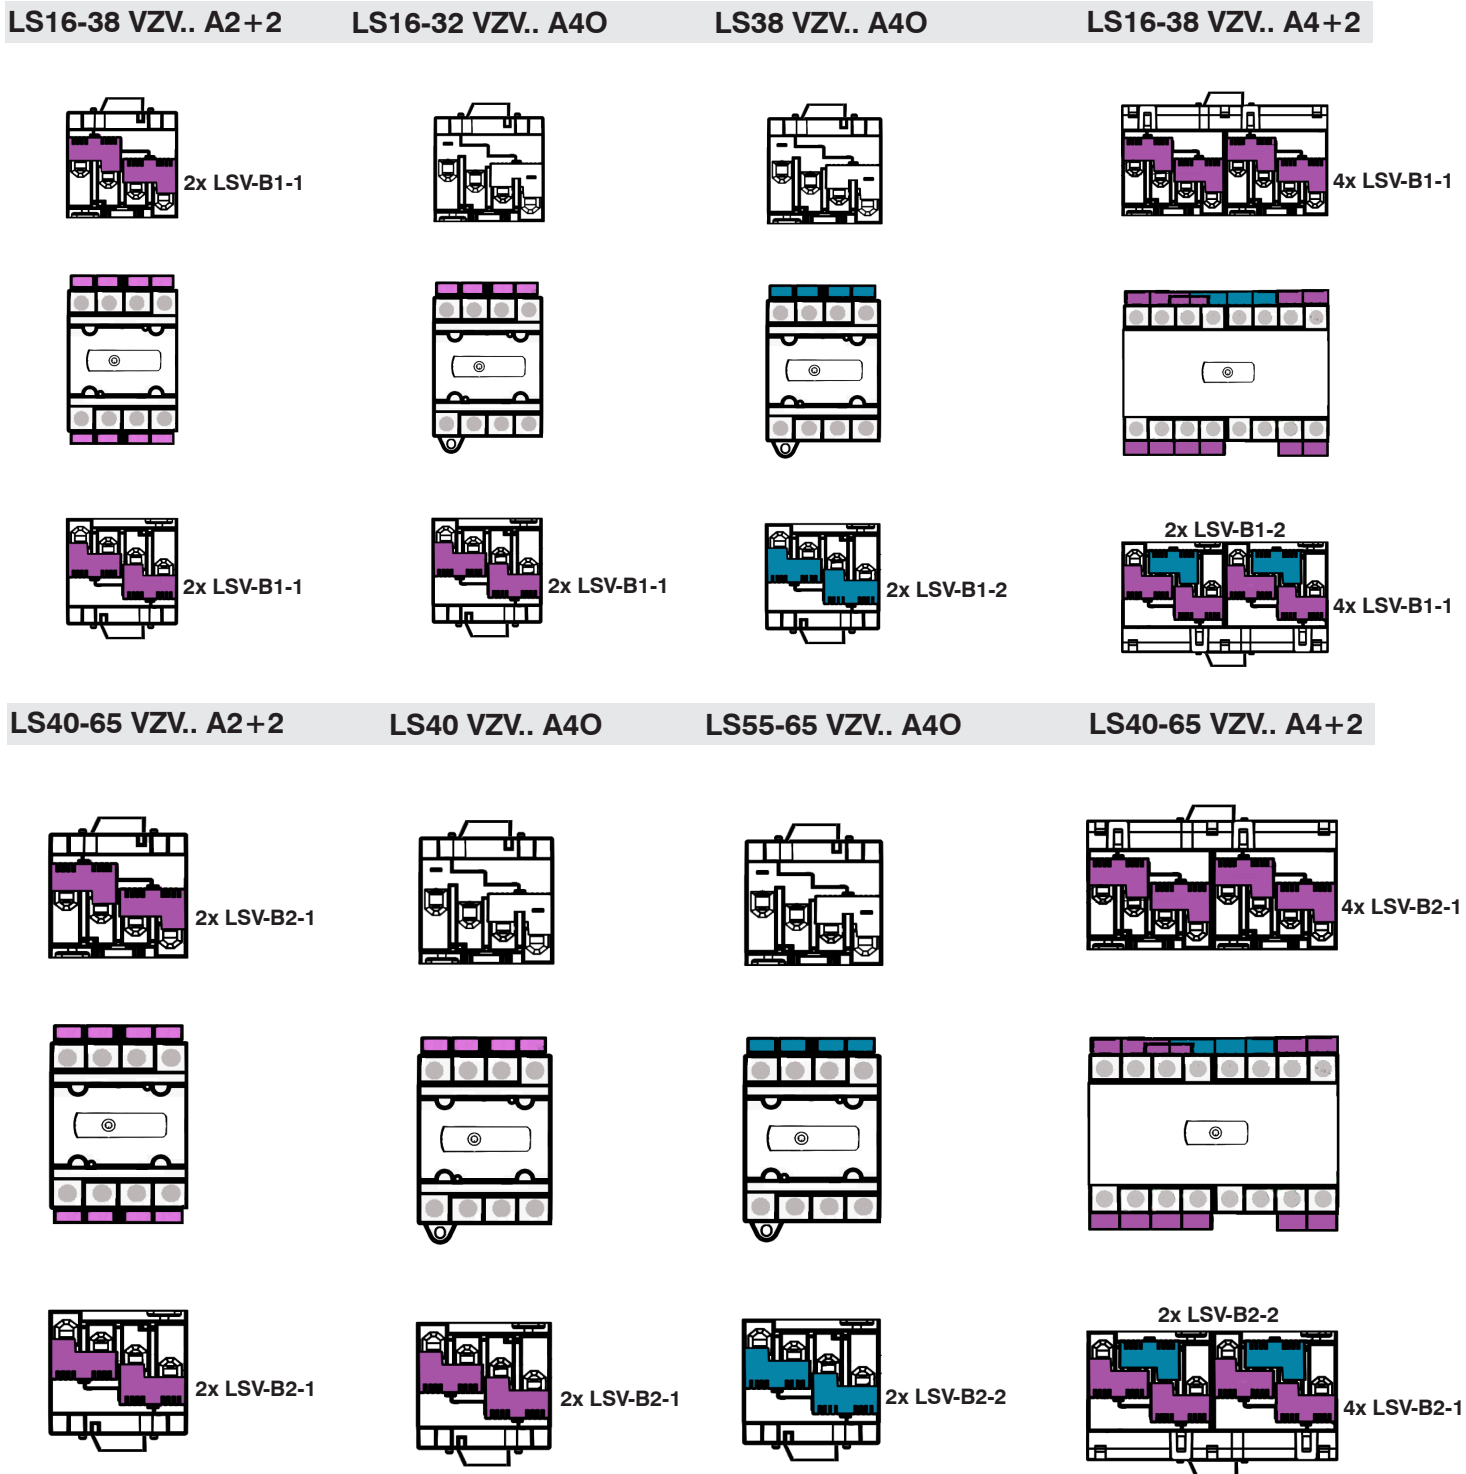 LS16-38 VZV.. A2+2 LS16-32 VZV.. A4O LS38 VZV.. A4O LS16-38 VZV.. A4+2
2x LSV-B1-1
4x LSV-B1-1
2x LSV-B1-2
2x LSV-B1-1
2x LSV-B1-1
2x LSV-B1-2
4x LSV-B1-1
LS40-65 VZV.. A2+2 LS40 VZV.. A4O LS55-65 VZV.. A4O LS40-65 VZV.. A4+2
2x LSV-B2-1
4x LSV-B2-1
2x LSV-B2-2
2x LSV-B2-1
2x LSV-B2-1
2x LSV-B2-2
4x LSV-B2-1